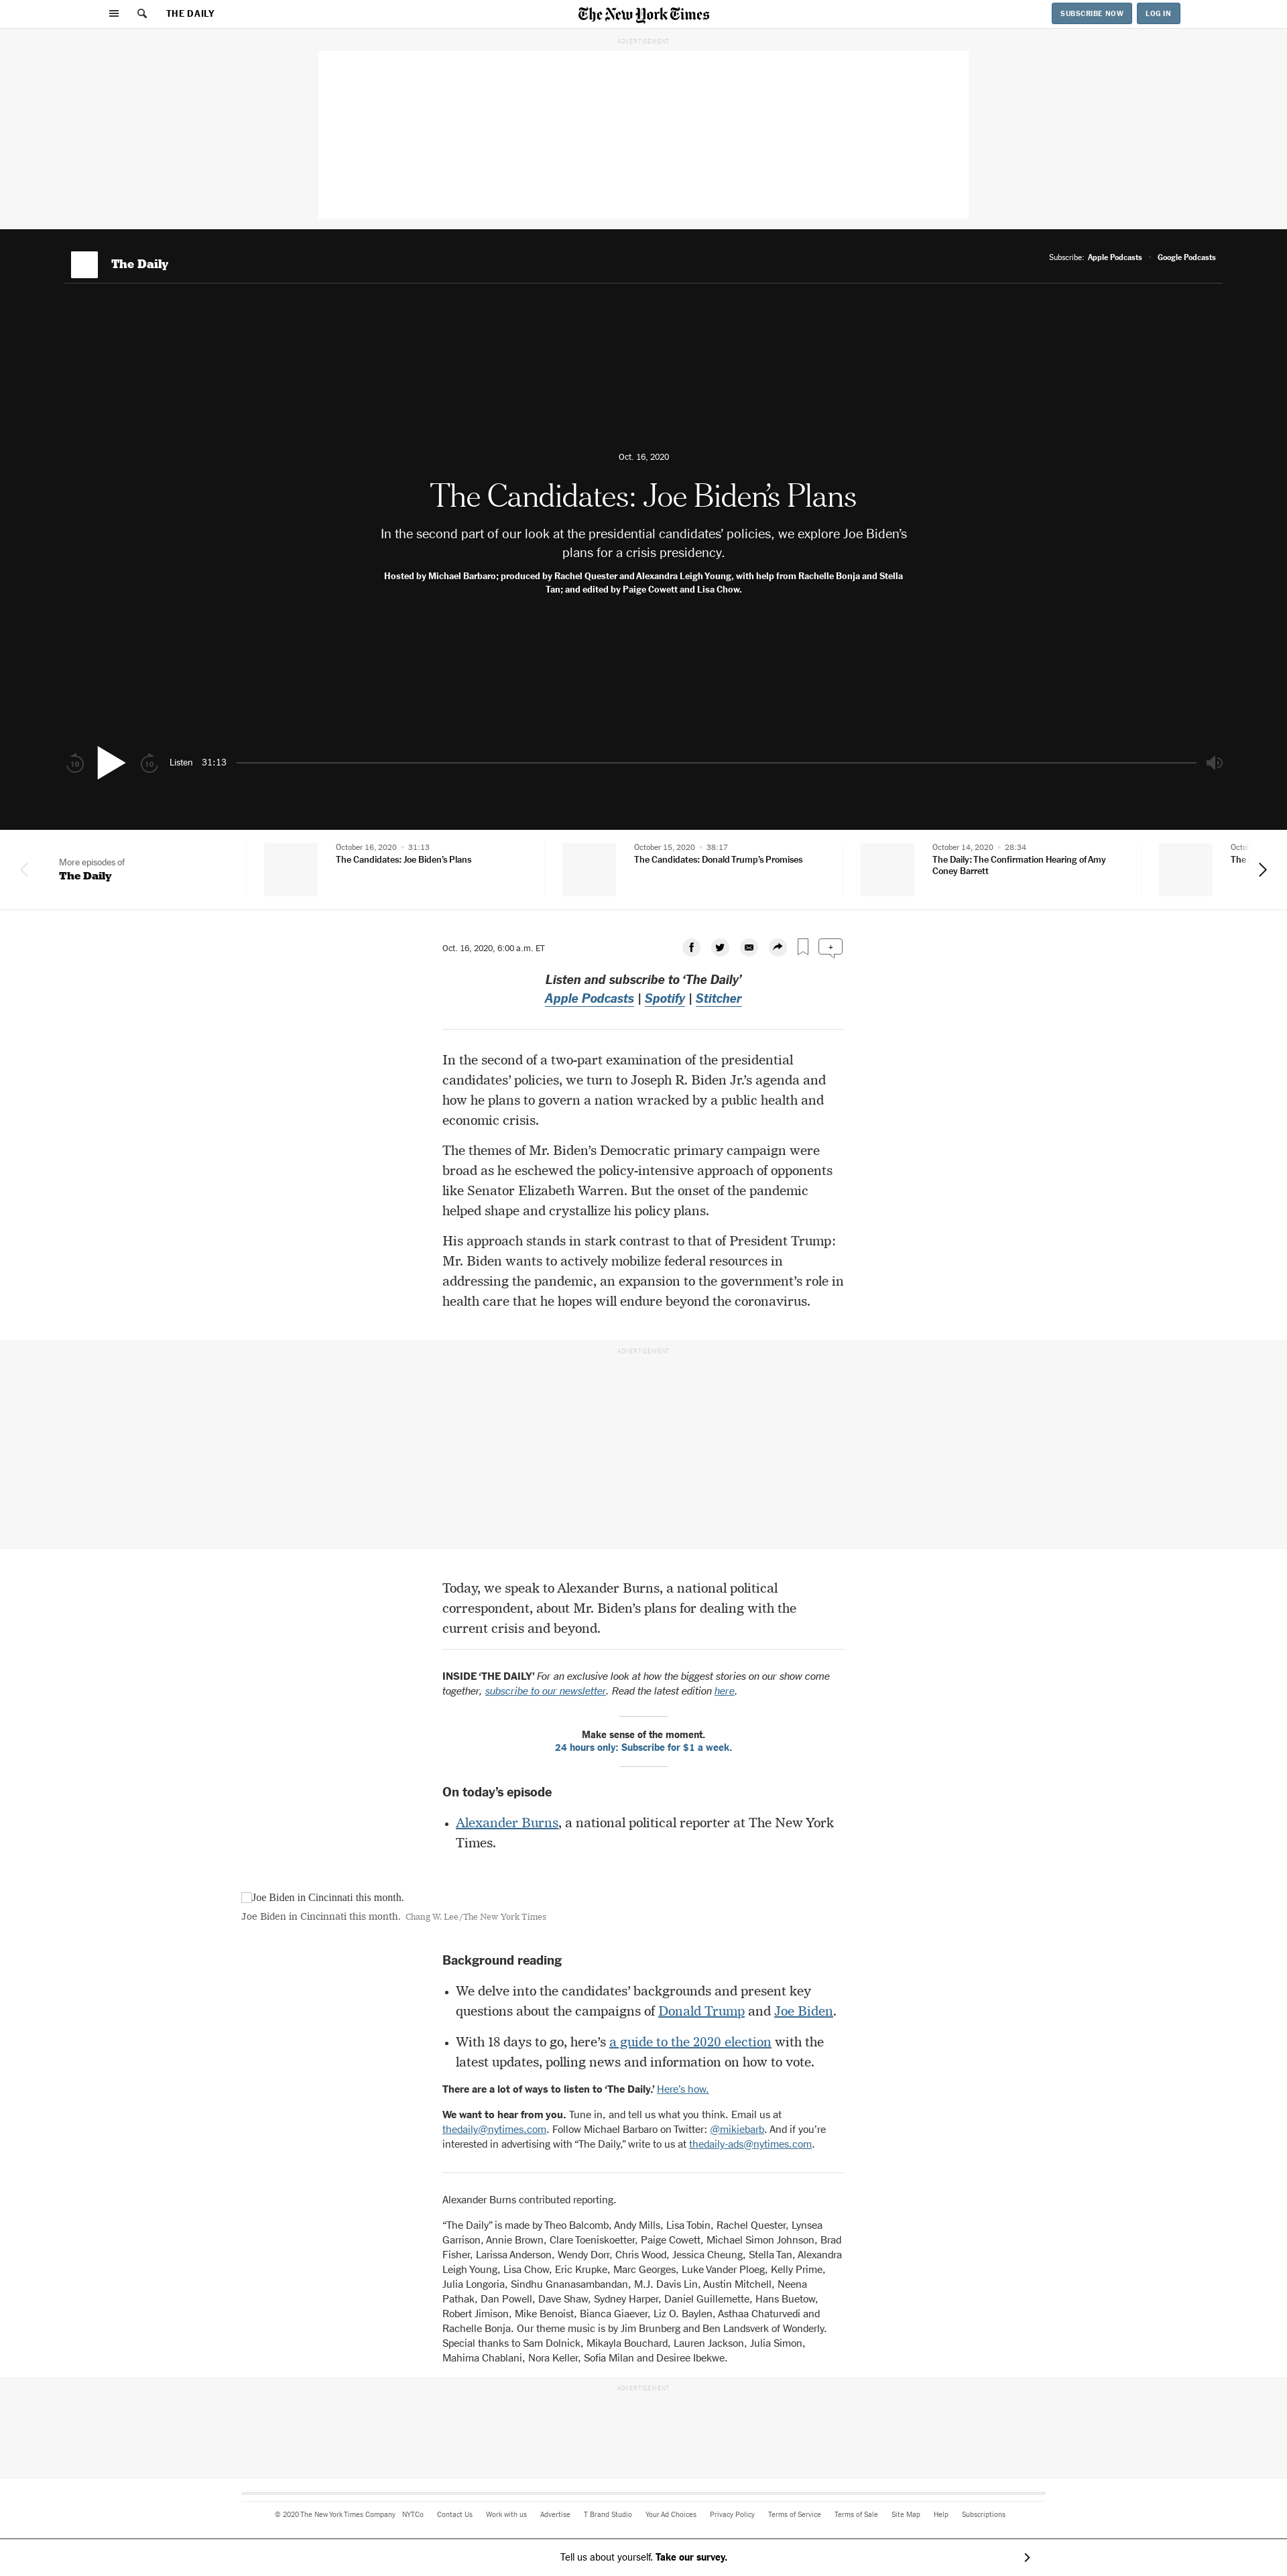 THE DAILY
The New York Times
SUBSCRIBE NOW
LOG IN
ADVERTISEMENT
The Daily
Subscribe: Apple Podcasts • Google Podcasts
Oct. 16, 2020
The Candidates: Joe Biden’s Plans
In the second part of our look at the presidential candidates’ policies, we explore Joe Biden’s
plans for a crisis presidency.
Hosted by Michael Barbaro; produced by Rachel Quester and Alexandra Leigh Young, with help from Rachelle Bonja and Stella
Tan; and edited by Paige Cowett and Lisa Chow.
10
10
Listen 31:13
More episodes of
The Daily
October 16, 2020 • 31:13
The Candidates: Joe Biden’s Plans
October 15, 2020 • 38:17
The Candidates: Donald Trump’s Promises
October 14, 2020 • 28:34
The Daily: The Confirmation Hearing of Amy
Coney Barrett
The
Oct. 16, 2020, 6:00 a.m. ET
+
Listen and subscribe to ‘The Daily’
Apple Podcasts | Spotify | Stitcher
In the second of a two-part examination of the presidential
candidates’ policies, we turn to Joseph R. Biden Jr.’s agenda and
how he plans to govern a nation wracked by a public health and
economic crisis.
The themes of Mr. Biden’s Democratic primary campaign were
broad as he eschewed the policy-intensive approach of opponents
like Senator Elizabeth Warren. But the onset of the pandemic
helped shape and crystallize his policy plans.
His approach stands in stark contrast to that of President Trump:
Mr. Biden wants to actively mobilize federal resources in
addressing the pandemic, an expansion to the government’s role in
health care that he hopes will endure beyond the coronavirus.
ADVERTISEMENT
Today, we speak to Alexander Burns, a national political
correspondent, about Mr. Biden’s plans for dealing with the
current crisis and beyond.
INSIDE ‘THE DAILY’ For an exclusive look at how the biggest stories on our show come
together, subscribe to our newsletter. Read the latest edition here.
Make sense of the moment.
24 hours only: Subscribe for $1 a week.
On today’s episode
• Alexander Burns, a national political reporter at The New York
Times.
Joe Biden in Cincinnati this month.
Joe Biden in Cincinnati this month. Chang W. Lee/The New York Times
Background reading
• We delve into the candidates’ backgrounds and present key
questions about the campaigns of Donald Trump and Joe Biden.
• With 18 days to go, here’s a guide to the 2020 election with the
latest updates, polling news and information on how to vote.
There are a lot of ways to listen to ‘The Daily.’ Here’s how.
We want to hear from you. Tune in, and tell us what you think. Email us at
thedaily@nytimes.com. Follow Michael Barbaro on Twitter: @mikiebarb. And if you’re
interested in advertising with “The Daily,” write to us at thedaily-ads@nytimes.com.
Alexander Burns contributed reporting.
“The Daily” is made by Theo Balcomb, Andy Mills, Lisa Tobin, Rachel Quester, Lynsea
Garrison, Annie Brown, Clare Toeniskoetter, Paige Cowett, Michael Simon Johnson, Brad
Fisher, Larissa Anderson, Wendy Dorr, Chris Wood, Jessica Cheung, Stella Tan, Alexandra
Leigh Young, Lisa Chow, Eric Krupke, Marc Georges, Luke Vander Ploeg, Kelly Prime,
Julia Longoria, Sindhu Gnanasambandan, M.J. Davis Lin, Austin Mitchell, Neena
Pathak, Dan Powell, Dave Shaw, Sydney Harper, Daniel Guillemette, Hans Buetow,
Robert Jimison, Mike Benoist, Bianca Giaever, Liz O. Baylen, Asthaa Chaturvedi and
Rachelle Bonja. Our theme music is by Jim Brunberg and Ben Landsverk of Wonderly.
Special thanks to Sam Dolnick, Mikayla Bouchard, Lauren Jackson, Julia Simon,
Mahima Chablani, Nora Keller, Sofia Milan and Desiree Ibekwe.
ADVERTISEMENT
© 2020 The New York Times Company NYTCo Contact Us Work with us Advertise T Brand Studio Your Ad Choices Privacy Policy Terms of Service Terms of Sale Site Map Help Subscriptions
Tell us about yourself. Take our survey.